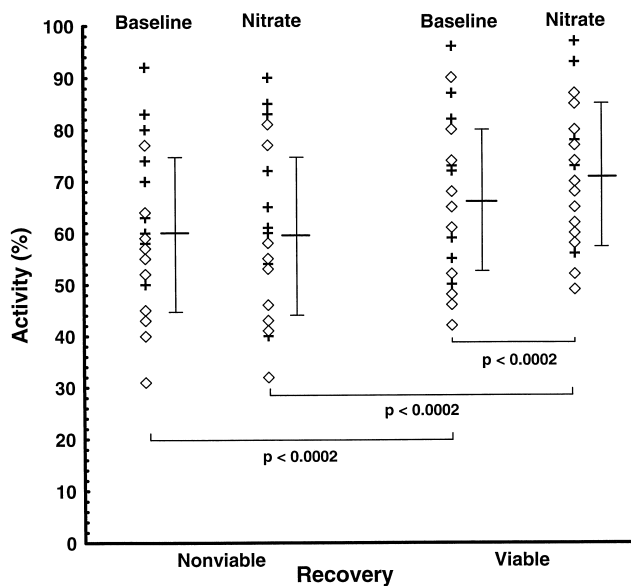 Baseline Nitrate Baseline Nitrate
100
90
80
70
60
50
40
30
20
10
0
Activity (%)
p < 0.0002
p < 0.0002
p < 0.0002
Nonviable Viable
Recovery